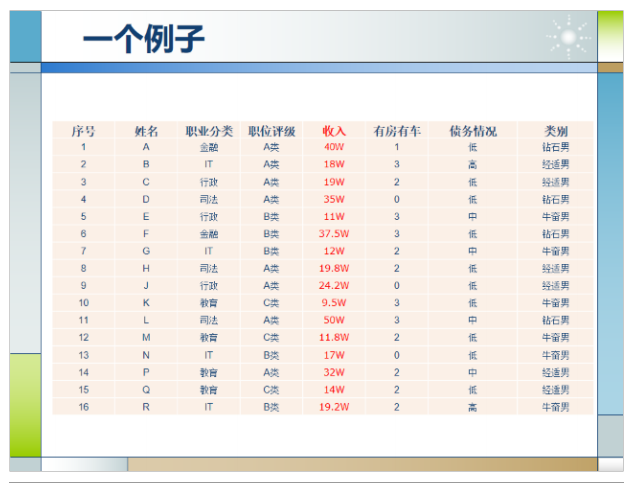 一个例子
序号 姓名 职业分类 职位评级 收入 有房有车 债务情况 类别
1 A 金融 A类 40W 1 低 钻石男
2 B IT A类 18W 3 高 经适男
3 C 行政 A类 19W 2 低 经适男
4 D 司法 A类 35W 0 低 钻石男
5 E 行政 B类 11W 3 中 牛奋男
6 F 金融 B类 37.5W 3 低 钻石男
7 G IT B类 12W 2 中 牛奋男
8 H 司法 A类 19.8W 2 低 经适男
9 J 行政 A类 24.2W 0 低 经适男
10 K 教育 C类 9.5W 3 低 牛奋男
11 L 司法 A类 50W 3 中 钻石男
12 M 教育 C类 11.8W 2 低 牛奋男
13 N IT B类 17W 0 低 牛奋男
14 P 教育 A类 32W 2 中 经适男
15 Q 教育 C类 14W 2 低 经适男
16 R IT B类 19.2W 2 高 牛奋男